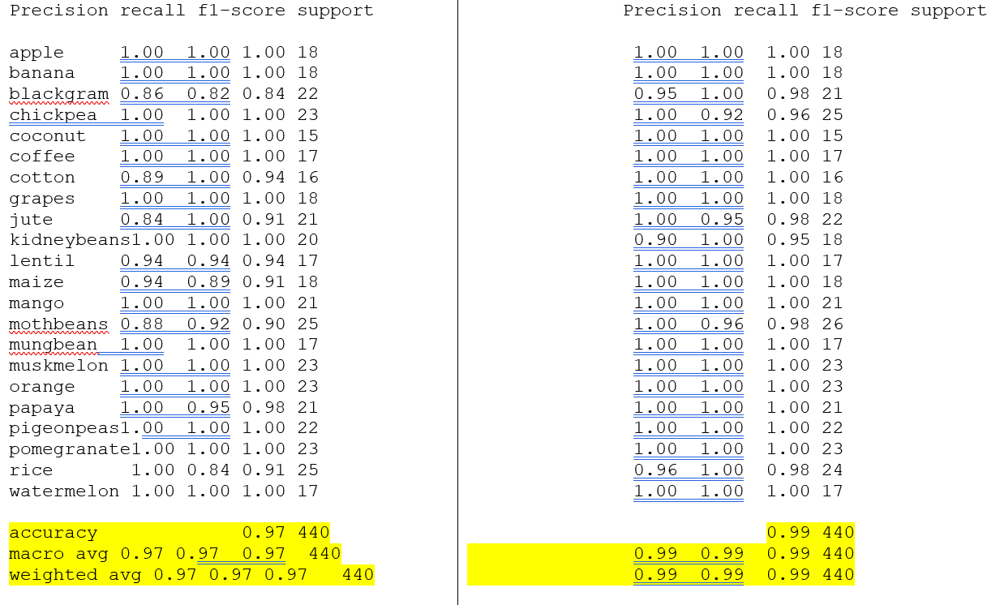 Precision recall f1-score support Precision recall f1-score support
apple 1.00 1.00 1.00 18 1.00 1.00 1.00 18
banana 1.00 1.00 1.00 18 1.00 1.00 1.00 18
blackgram 0.86 0.82 0.84 22 0.95 1.00 0.98 21
chickpea 1.00 1.00 1.00 23 1.00 0.92 0.96 25
coconut 1.00 1.00 1.00 15 1.00 1.00 1.00 15
coffee 1.00 1.00 1.00 17 1.00 1.00 1.00 17
cotton 0.89 1.00 0.94 16 1.00 1.00 1.00 16
grapes 1.00 1.00 1.00 18 1.00 1.00 1.00 18
jute 0.84 1.00 0.91 21 1.00 0.95 0.98 22
kidneybeans1.00 1.00 1.00 20 0.90 1.00 0.95 18
lentil 0.94 0.94 0.94 17 1.00 1.00 1.00 17
maize 0.94 0.89 0.91 18 1.00 1.00 1.00 18
mango 1.00 1.00 1.00 21 1.00 1.00 1.00 21
mothbeans 0.88 0.92 0.90 25 1.00 0.96 0.98 26
mungbean 1.00 1.00 1.00 17 1.00 1.00 1.00 17
muskmelon 1.00 1.00 1.00 23 1.00 1.00 1.00 23
orange 1.00 1.00 1.00 23 1.00 1.00 1.00 23
papaya 1.00 0.95 0.98 21 1.00 1.00 1.00 21
pigeonpeas1.00 1.00 1.00 22 1.00 1.00 1.00 22
pomegranate1.00 1.00 1.00 23 1.00 1.00 1.00 23
rice 1.00 0.84 0.91 25 0.96 1.00 0.98 24
watermelon 1.00 1.00 1.00 17 1.00 1.00 1.00 17
accuracy 0.97 440 0.99 440
macro avg 0.97 0.97 0.97 440 0.99 0.99 0.99 440
weighted avg 0.97 0.97 0.97 440 0.99 0.99 0.99 440